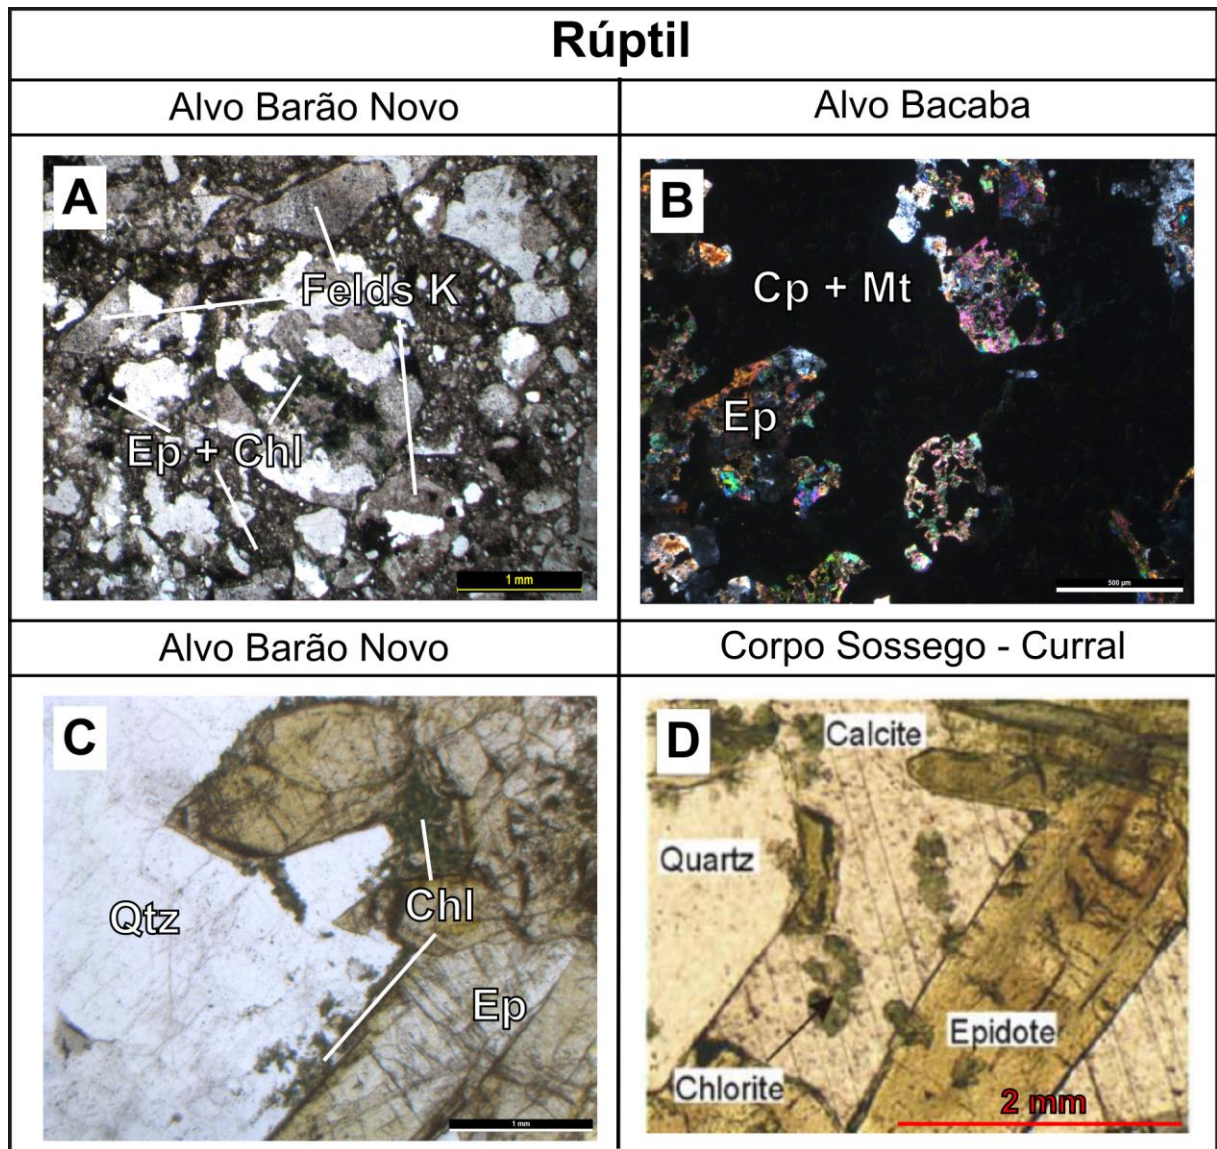 Rúptil
Alvo Barão Novo
Alvo Bacaba
A
Felds K
Ep + Chl
1 mm
B
Cp + Mt
Ep
500 µm
Alvo Barão Novo
Corpo Sossego - Curral
C
Qtz
Chl
Ep
1 mm
D
Calcite
Quartz
Epidote
Chlorite
2 mm